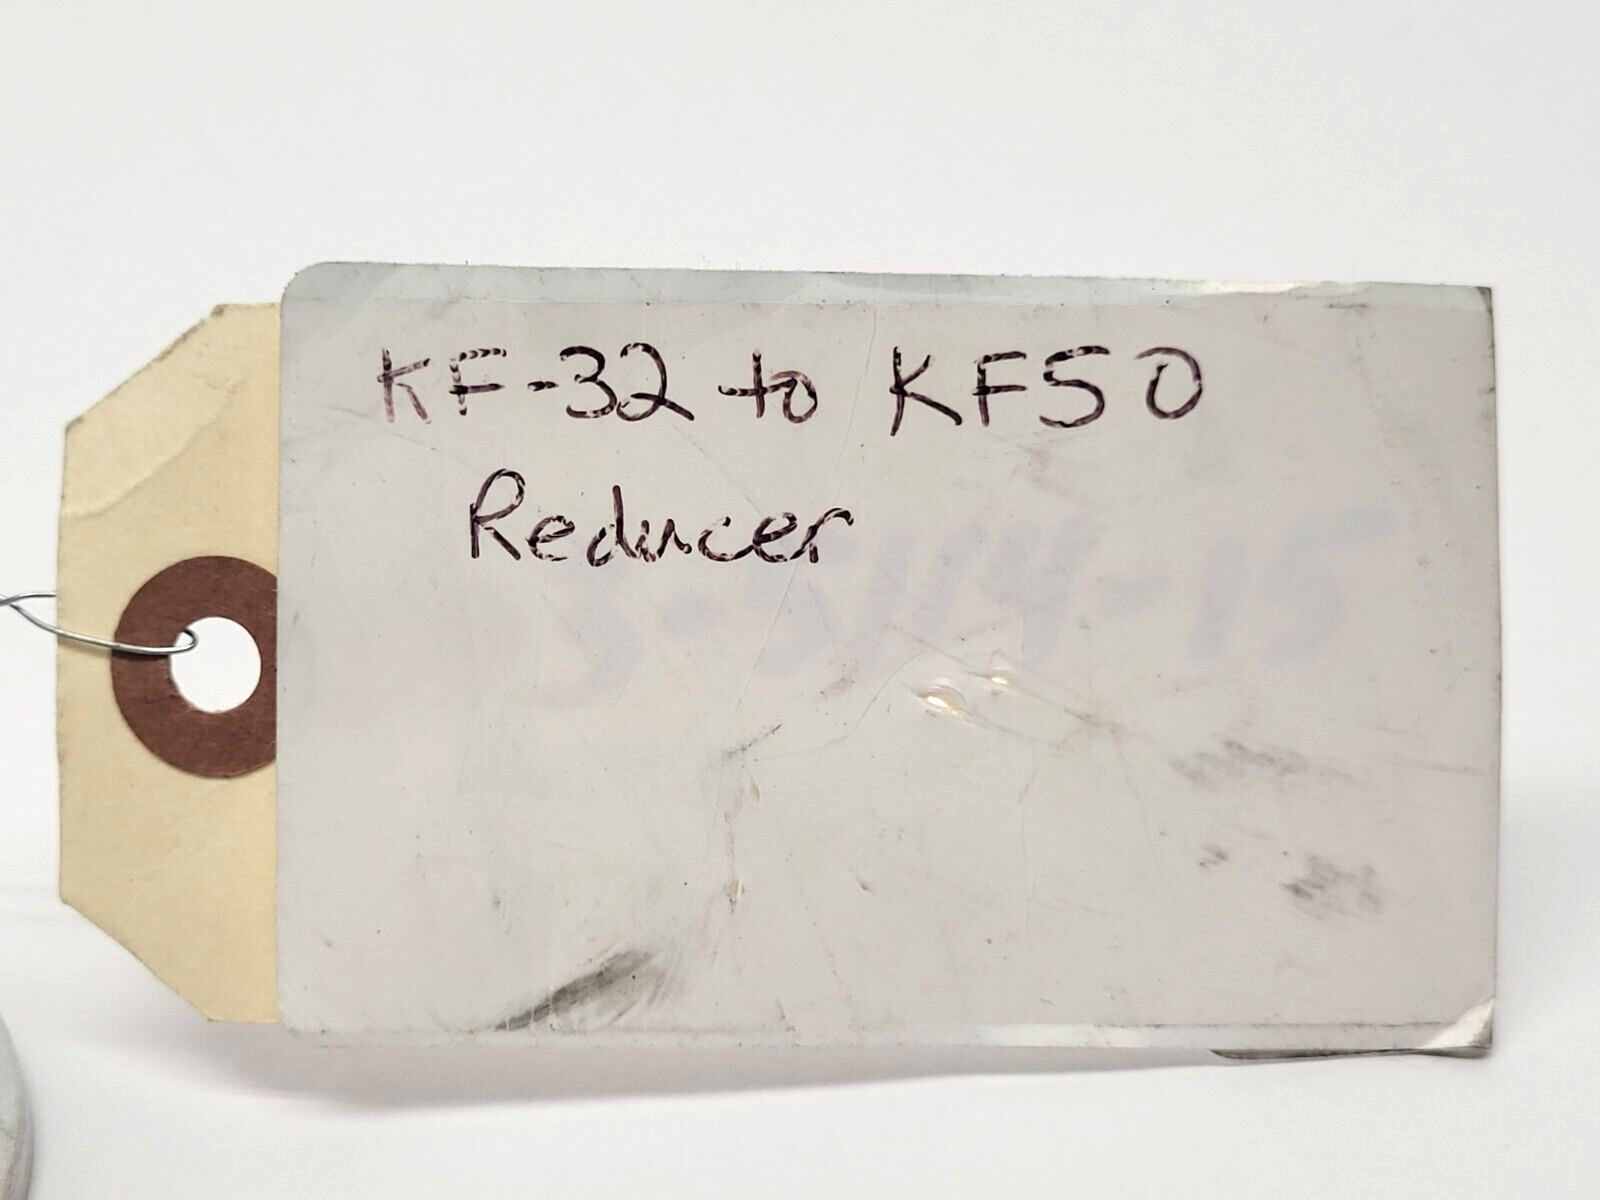 KF-32 to KF50
Reducer